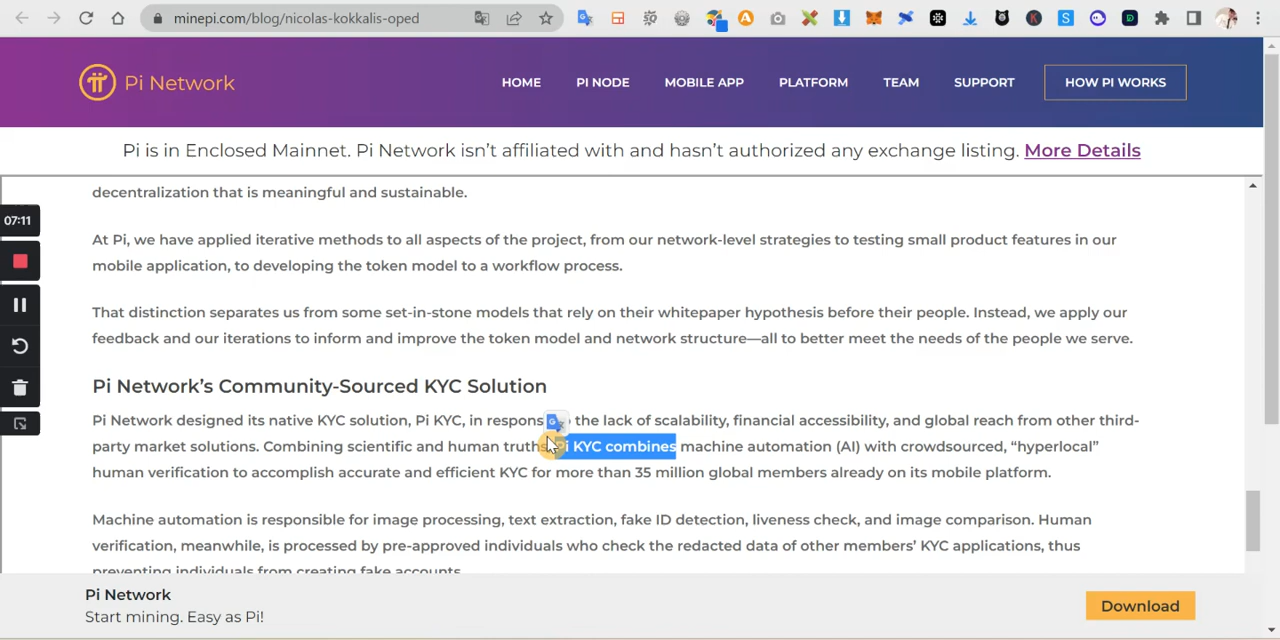 minepi.com/blog/nicolas-kokkalis-oped
Pi Network
HOME
PI NODE
MOBILE APP
PLATFORM
TEAM
SUPPORT
HOW PI WORKS
Pi is in Enclosed Mainnet. Pi Network isn't affiliated with and hasn't authorized any exchange listing. More Details
decentralization that is meaningful and sustainable.
07:11
At Pi, we have applied iterative methods to all aspects of the project, from our network-level strategies to testing small product features in our
mobile application, to developing the token model to a workflow process.
That distinction separates us from some set-in-stone models that rely on their whitepaper hypothesis before their people. Instead, we apply our
feedback and our iterations to inform and improve the token model and network structure—all to better meet the needs of the people we serve.
Pi Network's Community-Sourced KYC Solution
Pi Network designed its native KYC solution, Pi KYC, in respons the lack of scalability, financial accessibility, and global reach from other third-
party market solutions. Combining scientific and human truths Pi KYC combines machine automation (AI) with crowdsourced, “hyperlocal”
human verification to accomplish accurate and efficient KYC for more than 35 million global members already on its mobile platform.
Machine automation is responsible for image processing, text extraction, fake ID detection, liveness check, and image comparison. Human
verification, meanwhile, is processed by pre-approved individuals who check the redacted data of other members' KYC applications, thus
preventing individuals from creating fake accounts.
Pi Network
Start mining. Easy as Pi!
Download